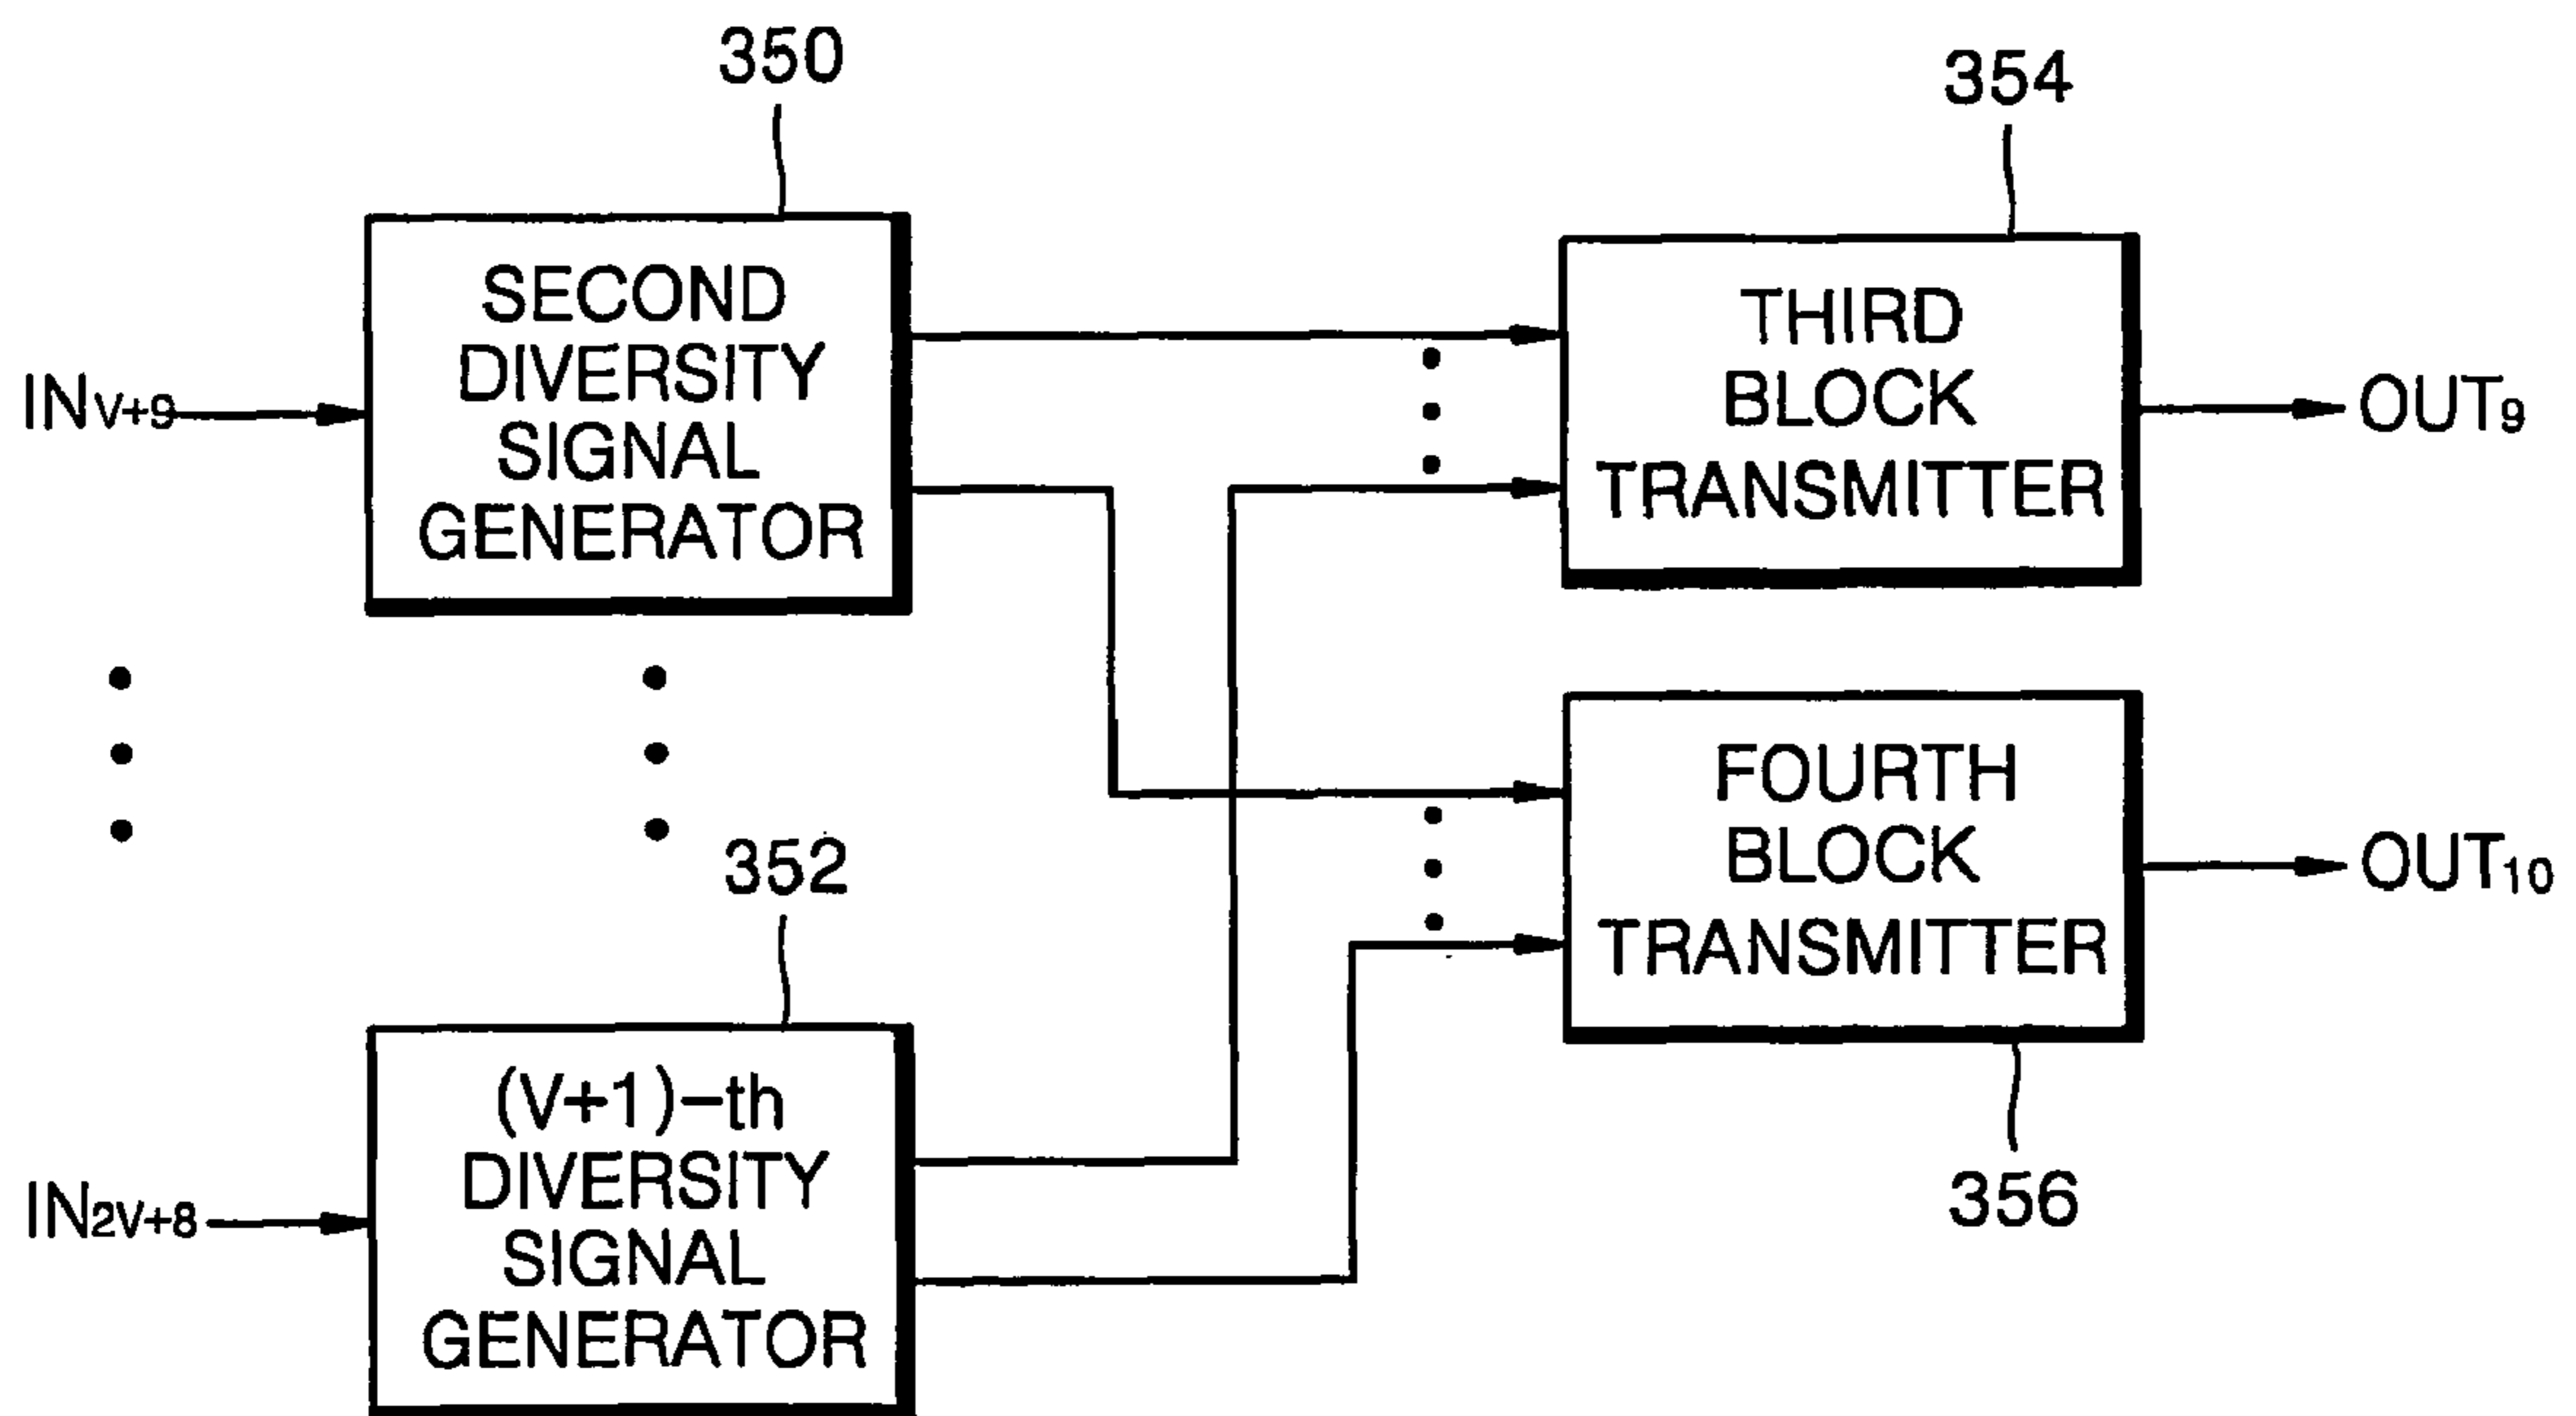 350
354
SECOND
DIVERSITY
SIGNAL
GENERATOR
THIRD
BLOCK
TRANSMITTER
INV+9
OUT9
352
FOURTH
BLOCK
TRANSMITTER
OUT10
(V+1)-th
DIVERSITY
SIGNAL
GENERATOR
IN2V+8
356